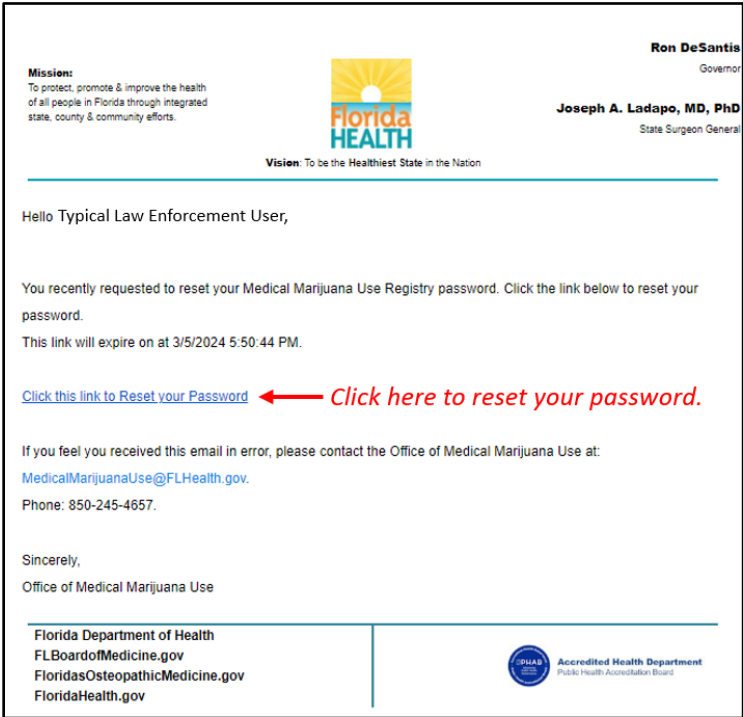 Mission:
To protect, promote & improve the health
of all people in Florida through integrated
state, county & community efforts.
Florida
HEALTH
Vision: To be the Healthiest State in the Nation
Ron DeSantis
Governor
Joseph A. Ladapo, MD, PhD
State Surgeon General
Hello Typical Law Enforcement User,
You recently requested to reset your Medical Marijuana Use Registry password. Click the link below to reset your
password.
This link will expire on at 3/5/2024 5:50:44 PM.
Click this link to Reset your Password
Click here to reset your password.
If you feel you received this email in error, please contact the Office of Medical Marijuana Use at:
MedicalMarijuanaUse@FLHealth.gov.
Phone: 850-245-4657.
Sincerely,
Office of Medical Marijuana Use
Florida Department of Health
FLBoardofMedicine.gov
FloridasOsteopathicMedicine.gov
FloridaHealth.gov
PHAB
Accredited Health Department
Public Health Accreditation Board